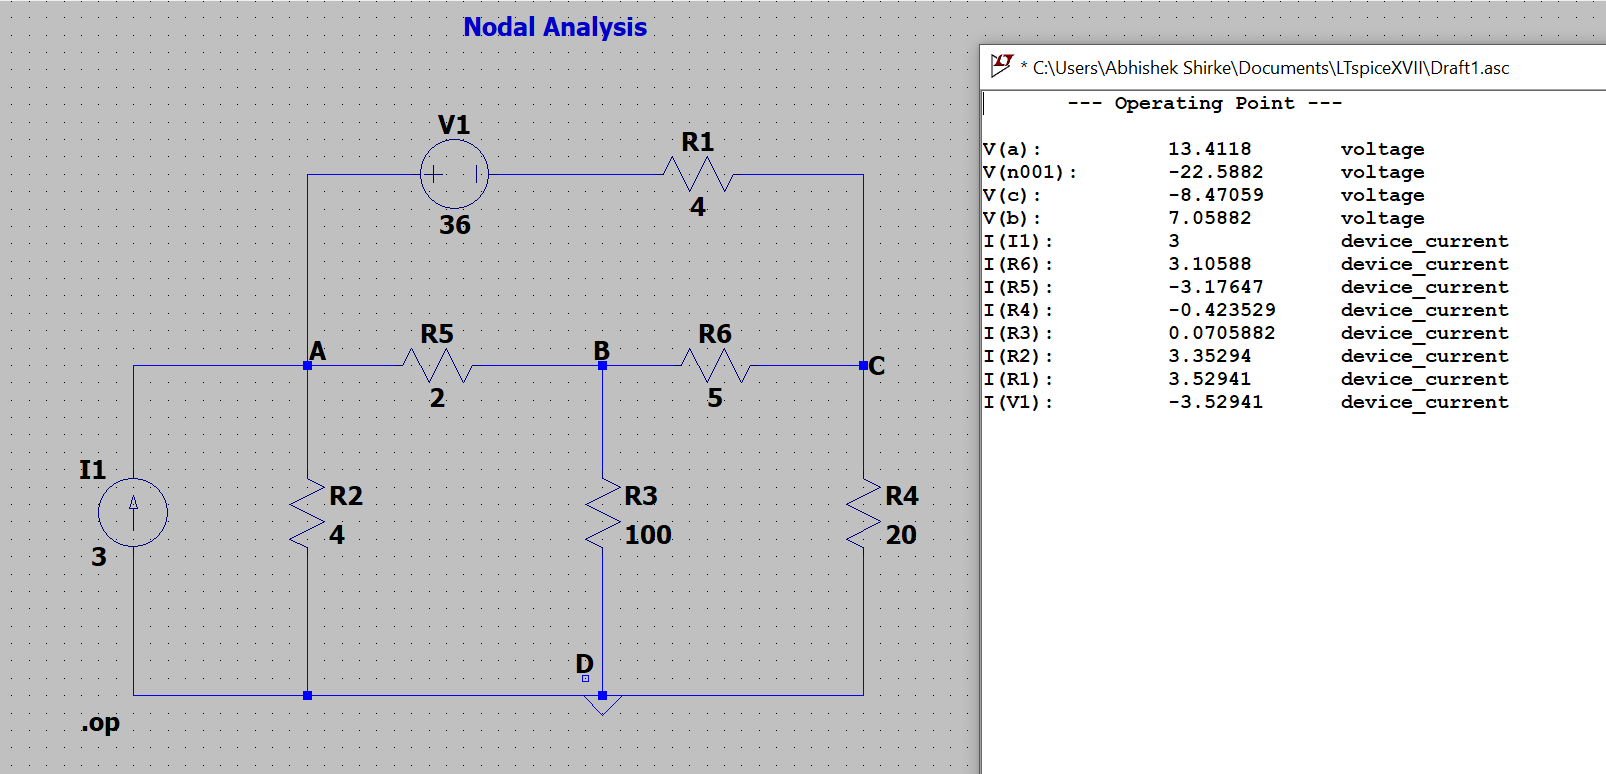 Nodal Analysis
V1
36
R1
4
A
R5
2
B
R6
5
C
I1
3
R2
4
R3
100
R4
20
D
.op
* C:\Users\Abhishek Shirke\Documents\LTspiceXVII\Draft1.asc
--- Operating Point ---
V(a): 13.4118 voltage
V(n001): -22.5882 voltage
V(c): -8.47059 voltage
V(b): 7.05882 voltage
I(I1): 3 device_current
I(R6): 3.10588 device_current
I(R5): -3.17647 device_current
I(R4): -0.423529 device_current
I(R3): 0.0705882 device_current
I(R2): 3.35294 device_current
I(R1): 3.52941 device_current
I(V1): -3.52941 device_current